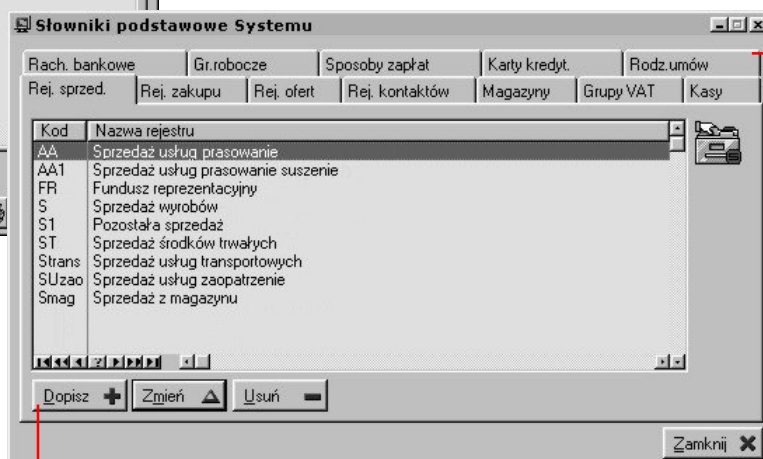 Słowniki podstawowe Systemu
Rach. bankowe Gr.robocze Sposoby zapłat Karty kredyt. Rodz.umów
Rej. sprzed. Rej. zakupu Rej. ofert Rej. kontaktów Magazyny Grupy VAT Kasy
Kod Nazwa rejestru
AA Sprzedaż usług prasowanie
AA1 Sprzedaż usług prasowanie suszenie
FR Fundusz reprezentacyjny
S Sprzedaż wyrobów
S1 Pozostała sprzedaż
ST Sprzedaż środków trwałych
Strans Sprzedaż usług transportowych
SUzao Sprzedaż usług zaopatrzenie
Smag Sprzedaż z magazynu
Dopisz Zmień Usuń
Zamknij